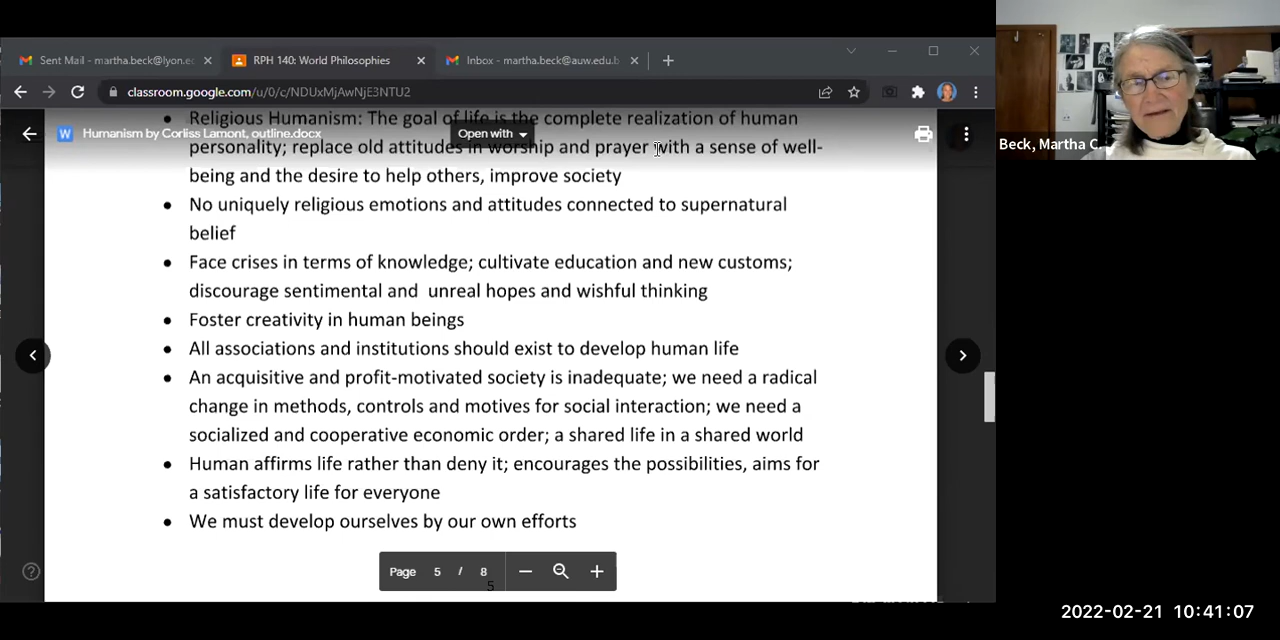 Sent Mail - martha.beck@lyon.ec
RPH 140: World Philosophies
Inbox - martha.beck@auw.edu.b
classroom.google.com/u/0/c/NDUxMjAwNjE3NTU2
Religious Humanism: The goal of life is the complete realization of human
Humanism by Corliss Lamont, outline.docx
Open with
personality; replace old attitudes in worship and prayer with a sense of well-
being and the desire to help others, improve society
No uniquely religious emotions and attitudes connected to supernatural
belief
Face crises in terms of knowledge; cultivate education and new customs;
discourage sentimental and unreal hopes and wishful thinking
Foster creativity in human beings
All associations and institutions should exist to develop human life
An acquisitive and profit-motivated society is inadequate; we need a radical
change in methods, controls and motives for social interaction; we need a
socialized and cooperative economic order; a shared life in a shared world
Human affirms life rather than deny it; encourages the possibilities, aims for
a satisfactory life for everyone
We must develop ourselves by our own efforts
Page 5 / 8
5
Beck, Martha C.
2022-02-21 10:41:07